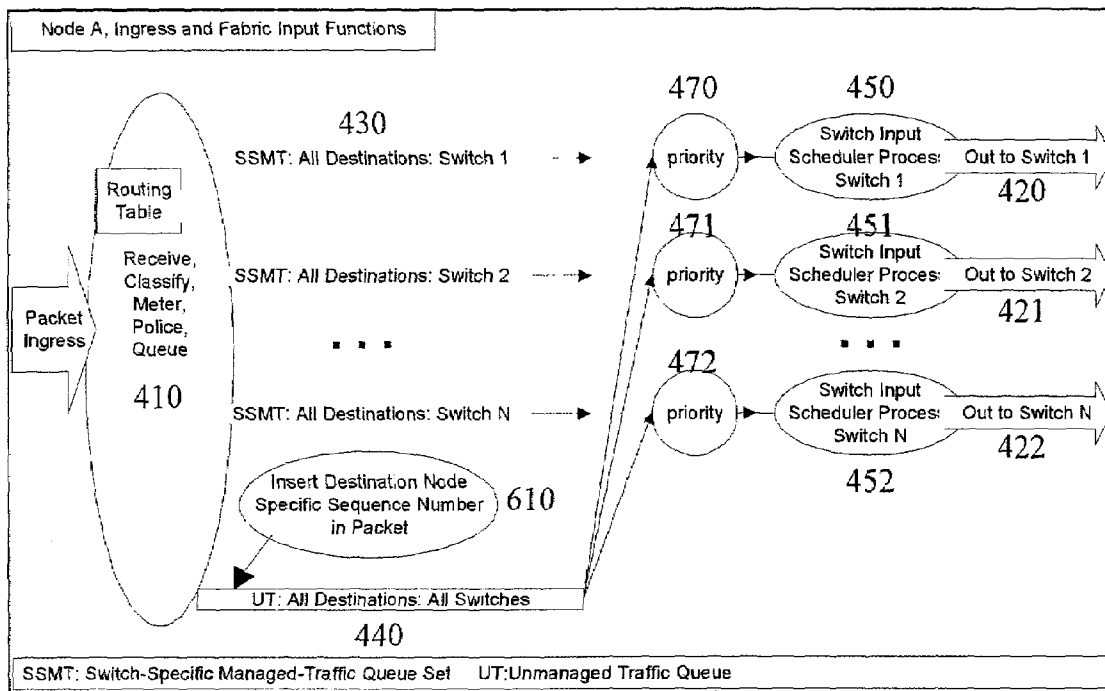 Node A, Ingress and Fabric Input Functions
430
470
450
SSMT: All Destinations: Switch 1
priority
Switch Input
Scheduler Process
Switch 1
Out to Switch 1
420
Routing
Table
Receive,
Classify,
Meter,
Police,
Queue
410
Packet
Ingress
471
451
SSMT: All Destinations: Switch 2
priority
Switch Input
Scheduler Process
Switch 2
Out to Switch 2
421
472
SSMT: All Destinations: Switch N
priority
Switch Input
Scheduler Process
Switch N
Out to Switch N
422
452
Insert Destination Node
Specific Sequence Number
in Packet
610
UT: All Destinations: All Switches
440
SSMT: Switch-Specific Managed-Traffic Queue Set UT:Unmanaged Traffic Queue